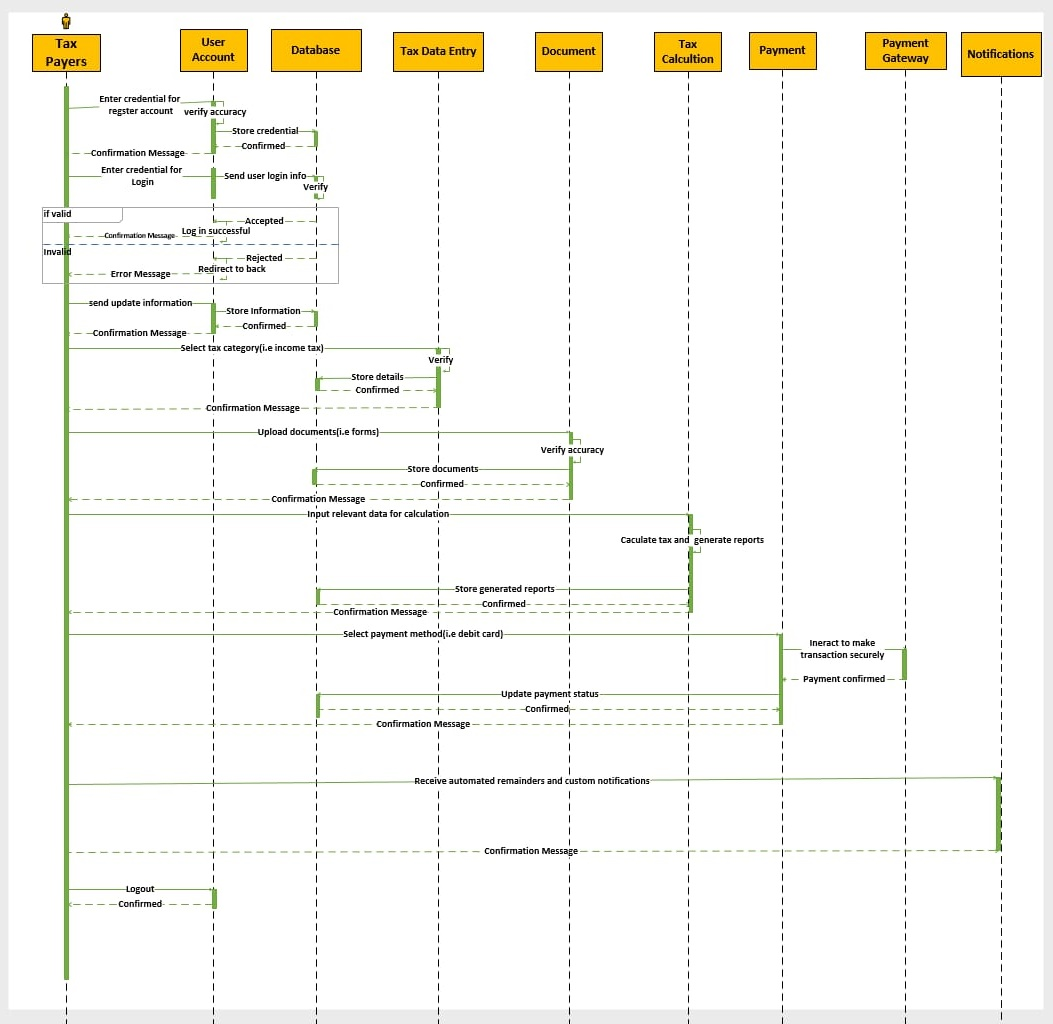 Tax
Payers
User
Account
Database
Tax Data Entry
Document
Tax
Calcultion
Payment
Payment
Gateway
Notifications
Enter credential for
regster account
verify accuracy
Store credential
Confirmed
Confirmation Message
Enter credential for
Login
Send user login info
Verify
if valid
Accepted
Log in successful
Confirmation Message
Invalid
Rejected
Redirect to back
Error Message
send update information
Store Information
Confirmed
Confirmation Message
Select tax category(i.e income tax)
Verify
Store details
Confirmed
Confirmation Message
Upload documents(i.e forms)
Verify accuracy
Store documents
Confirmed
Confirmation Message
Input relevant data for calculation
Caculate tax and generate reports
Store generated reports
Confirmed
Confirmation Message
Select payment method(i.e debit card)
Ineract to make
transaction securely
Payment confirmed
Update payment status
Confirmed
Confirmation Message
Receive automated remainders and custom notifications
Confirmation Message
Logout
Confirmed